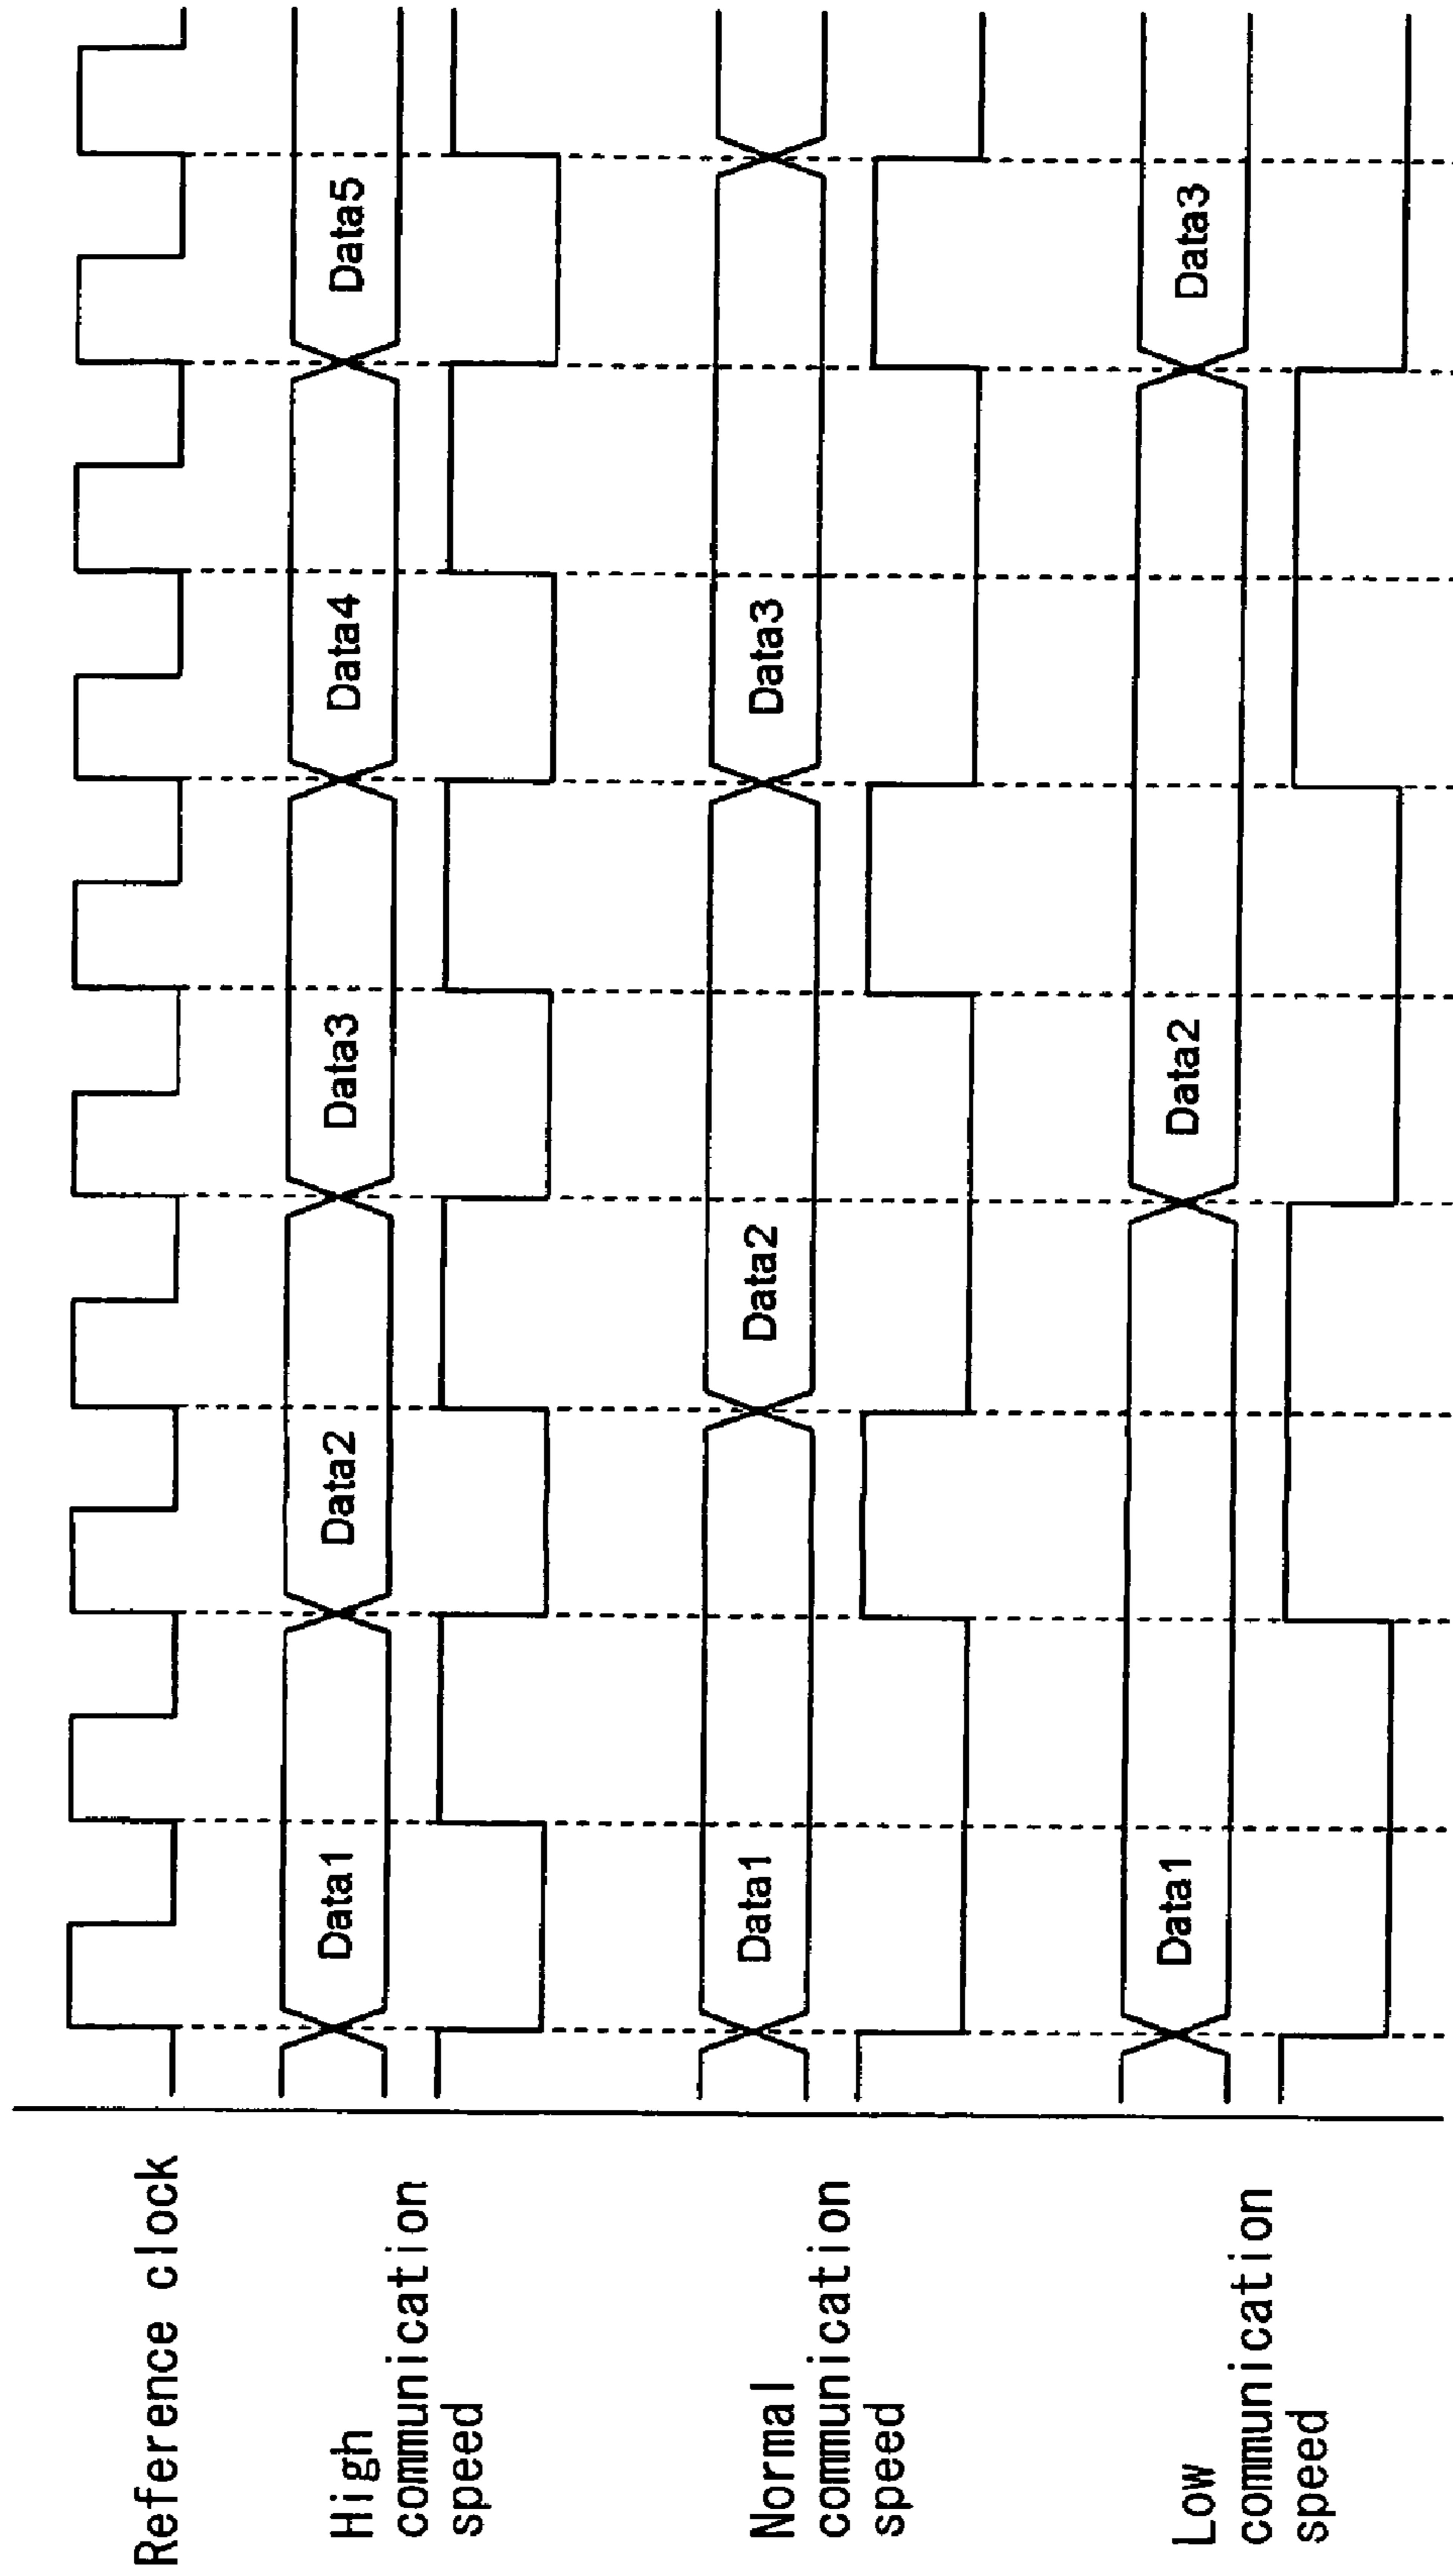 Reference clock
High
communication
speed
Data1
Data2
Data3
Data4
Data5
Normal
communication
speed
Data1
Data2
Data3
Low
communication
speed
Data1
Data2
Data3